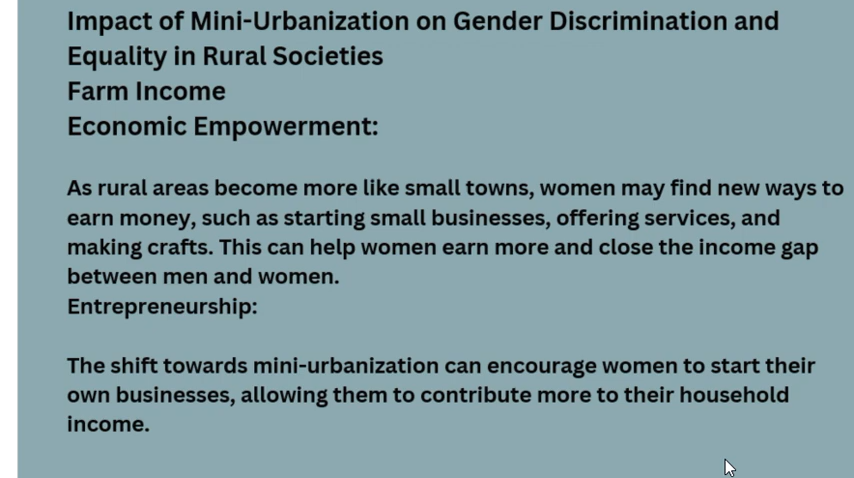 Impact of Mini-Urbanization on Gender Discrimination and
Equality in Rural Societies
Farm Income
Economic Empowerment:
As rural areas become more like small towns, women may find new ways to
earn money, such as starting small businesses, offering services, and
making crafts. This can help women earn more and close the income gap
between men and women.
Entrepreneurship:
The shift towards mini-urbanization can encourage women to start their
own businesses, allowing them to contribute more to their household
income.